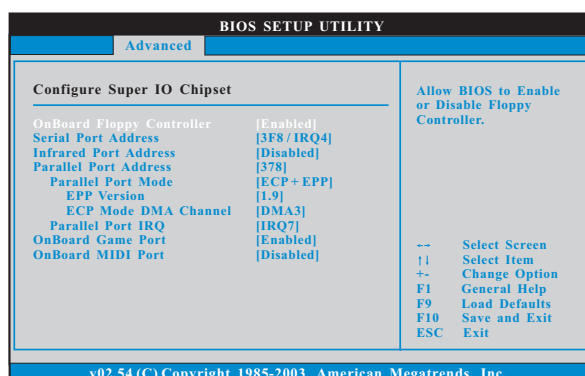 BIOS SETUP UTILITY
Advanced
Configure Super IO Chipset
OnBoard Floppy Controller [Enabled]
Serial Port Address [3F8 / IRQ4]
Infrared Port Address [Disabled]
Parallel Port Address [378]
Parallel Port Mode [ECP + EPP]
EPP Version [1.9]
ECP Mode DMA Channel [DMA3]
Parallel Port IRQ [IRQ7]
OnBoard Game Port [Enabled]
OnBoard MIDI Port [Disabled]
Allow BIOS to Enable
or Disable Floppy
Controller.
←→ Select Screen
↑↓ Select Item
+- Change Option
F1 General Help
F9 Load Defaults
F10 Save and Exit
ESC Exit
v02.54 (C) Copyright 1985-2003, American Megatrends, Inc.